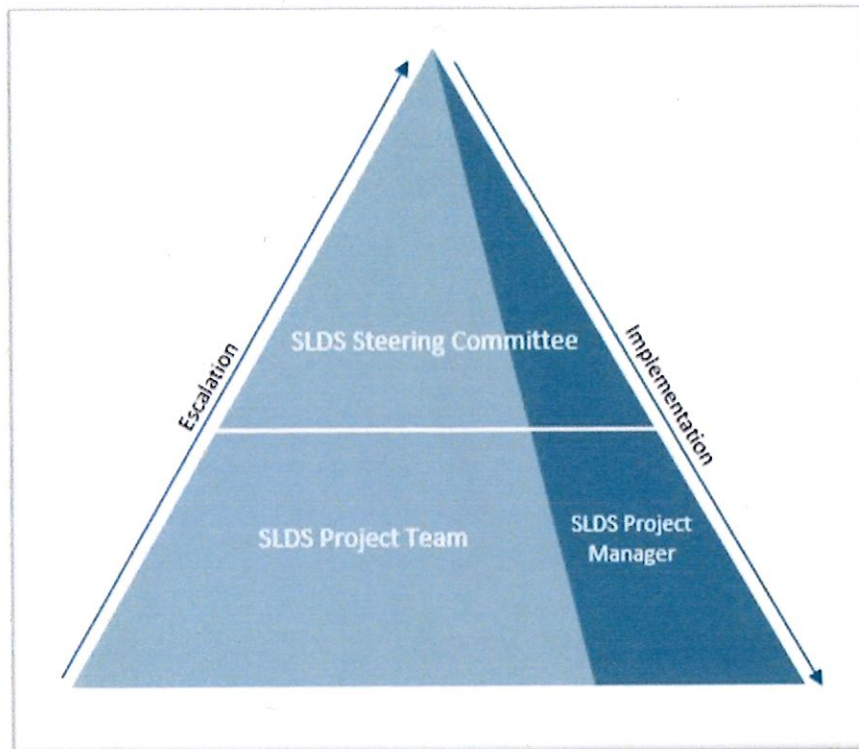 SLDS Steering Committee
Escalation
Implementation
SLDS Project Team
SLDS Project
Manager